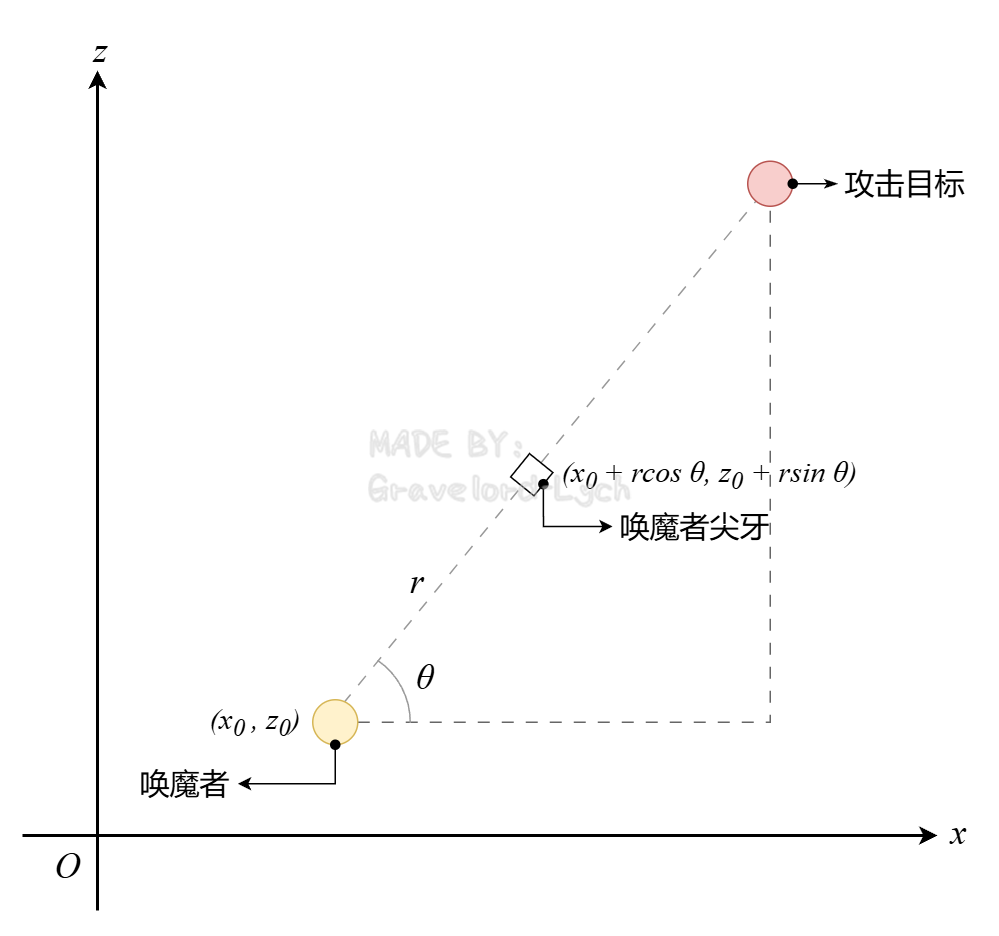 z
攻击目标
MADE BY:
GravelordLych
(x₀ + rcos θ, z₀ + rsin θ)
唤魔者尖牙
r
θ
(x₀, z₀)
唤魔者
x
O